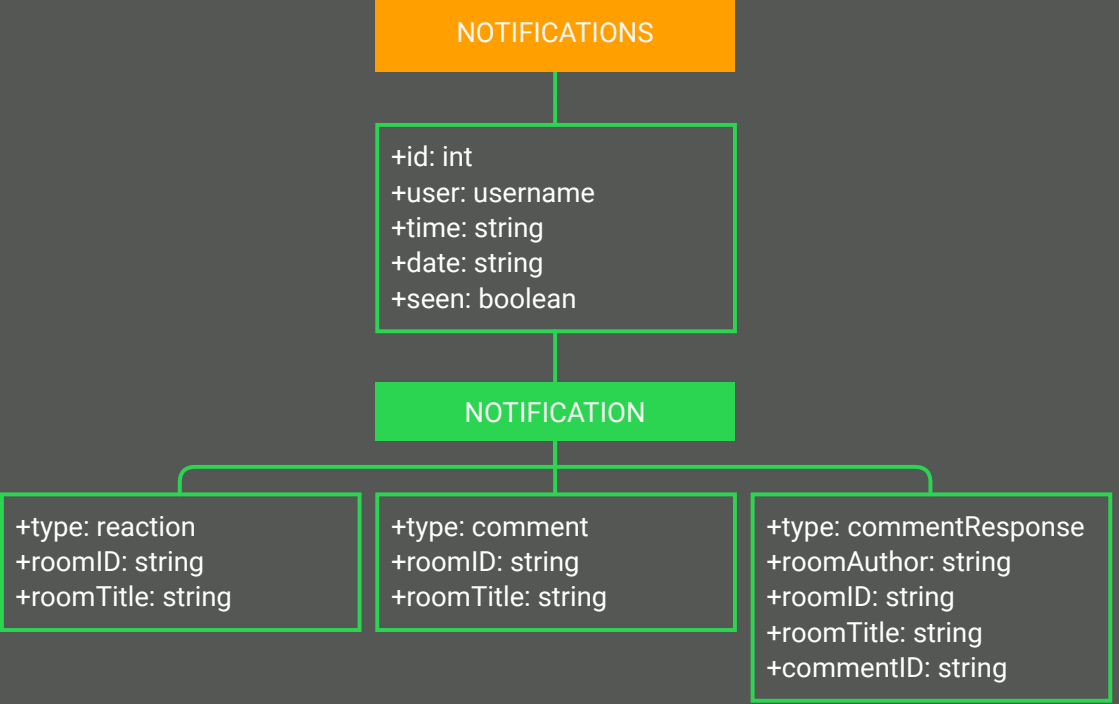 NOTIFICATIONS
+id: int
+user: username
+time: string
+date: string
+seen: boolean
NOTIFICATION
+type: reaction
+roomID: string
+roomTitle: string
+type: comment
+roomID: string
+roomTitle: string
+type: commentResponse
+roomAuthor: string
+roomID: string
+roomTitle: string
+commentID: string